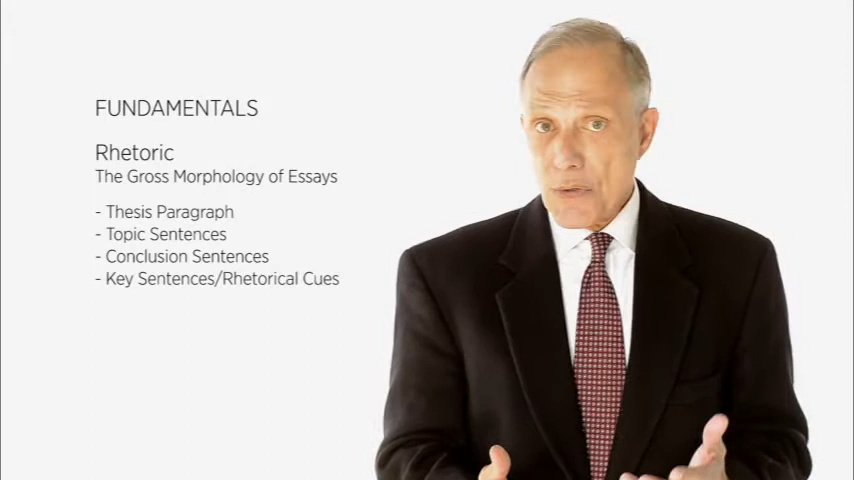 FUNDAMENTALS
Rhetoric
The Gross Morphology of Essays
- Thesis Paragraph
- Topic Sentences
- Conclusion Sentences
- Key Sentences/Rhetorical Cues